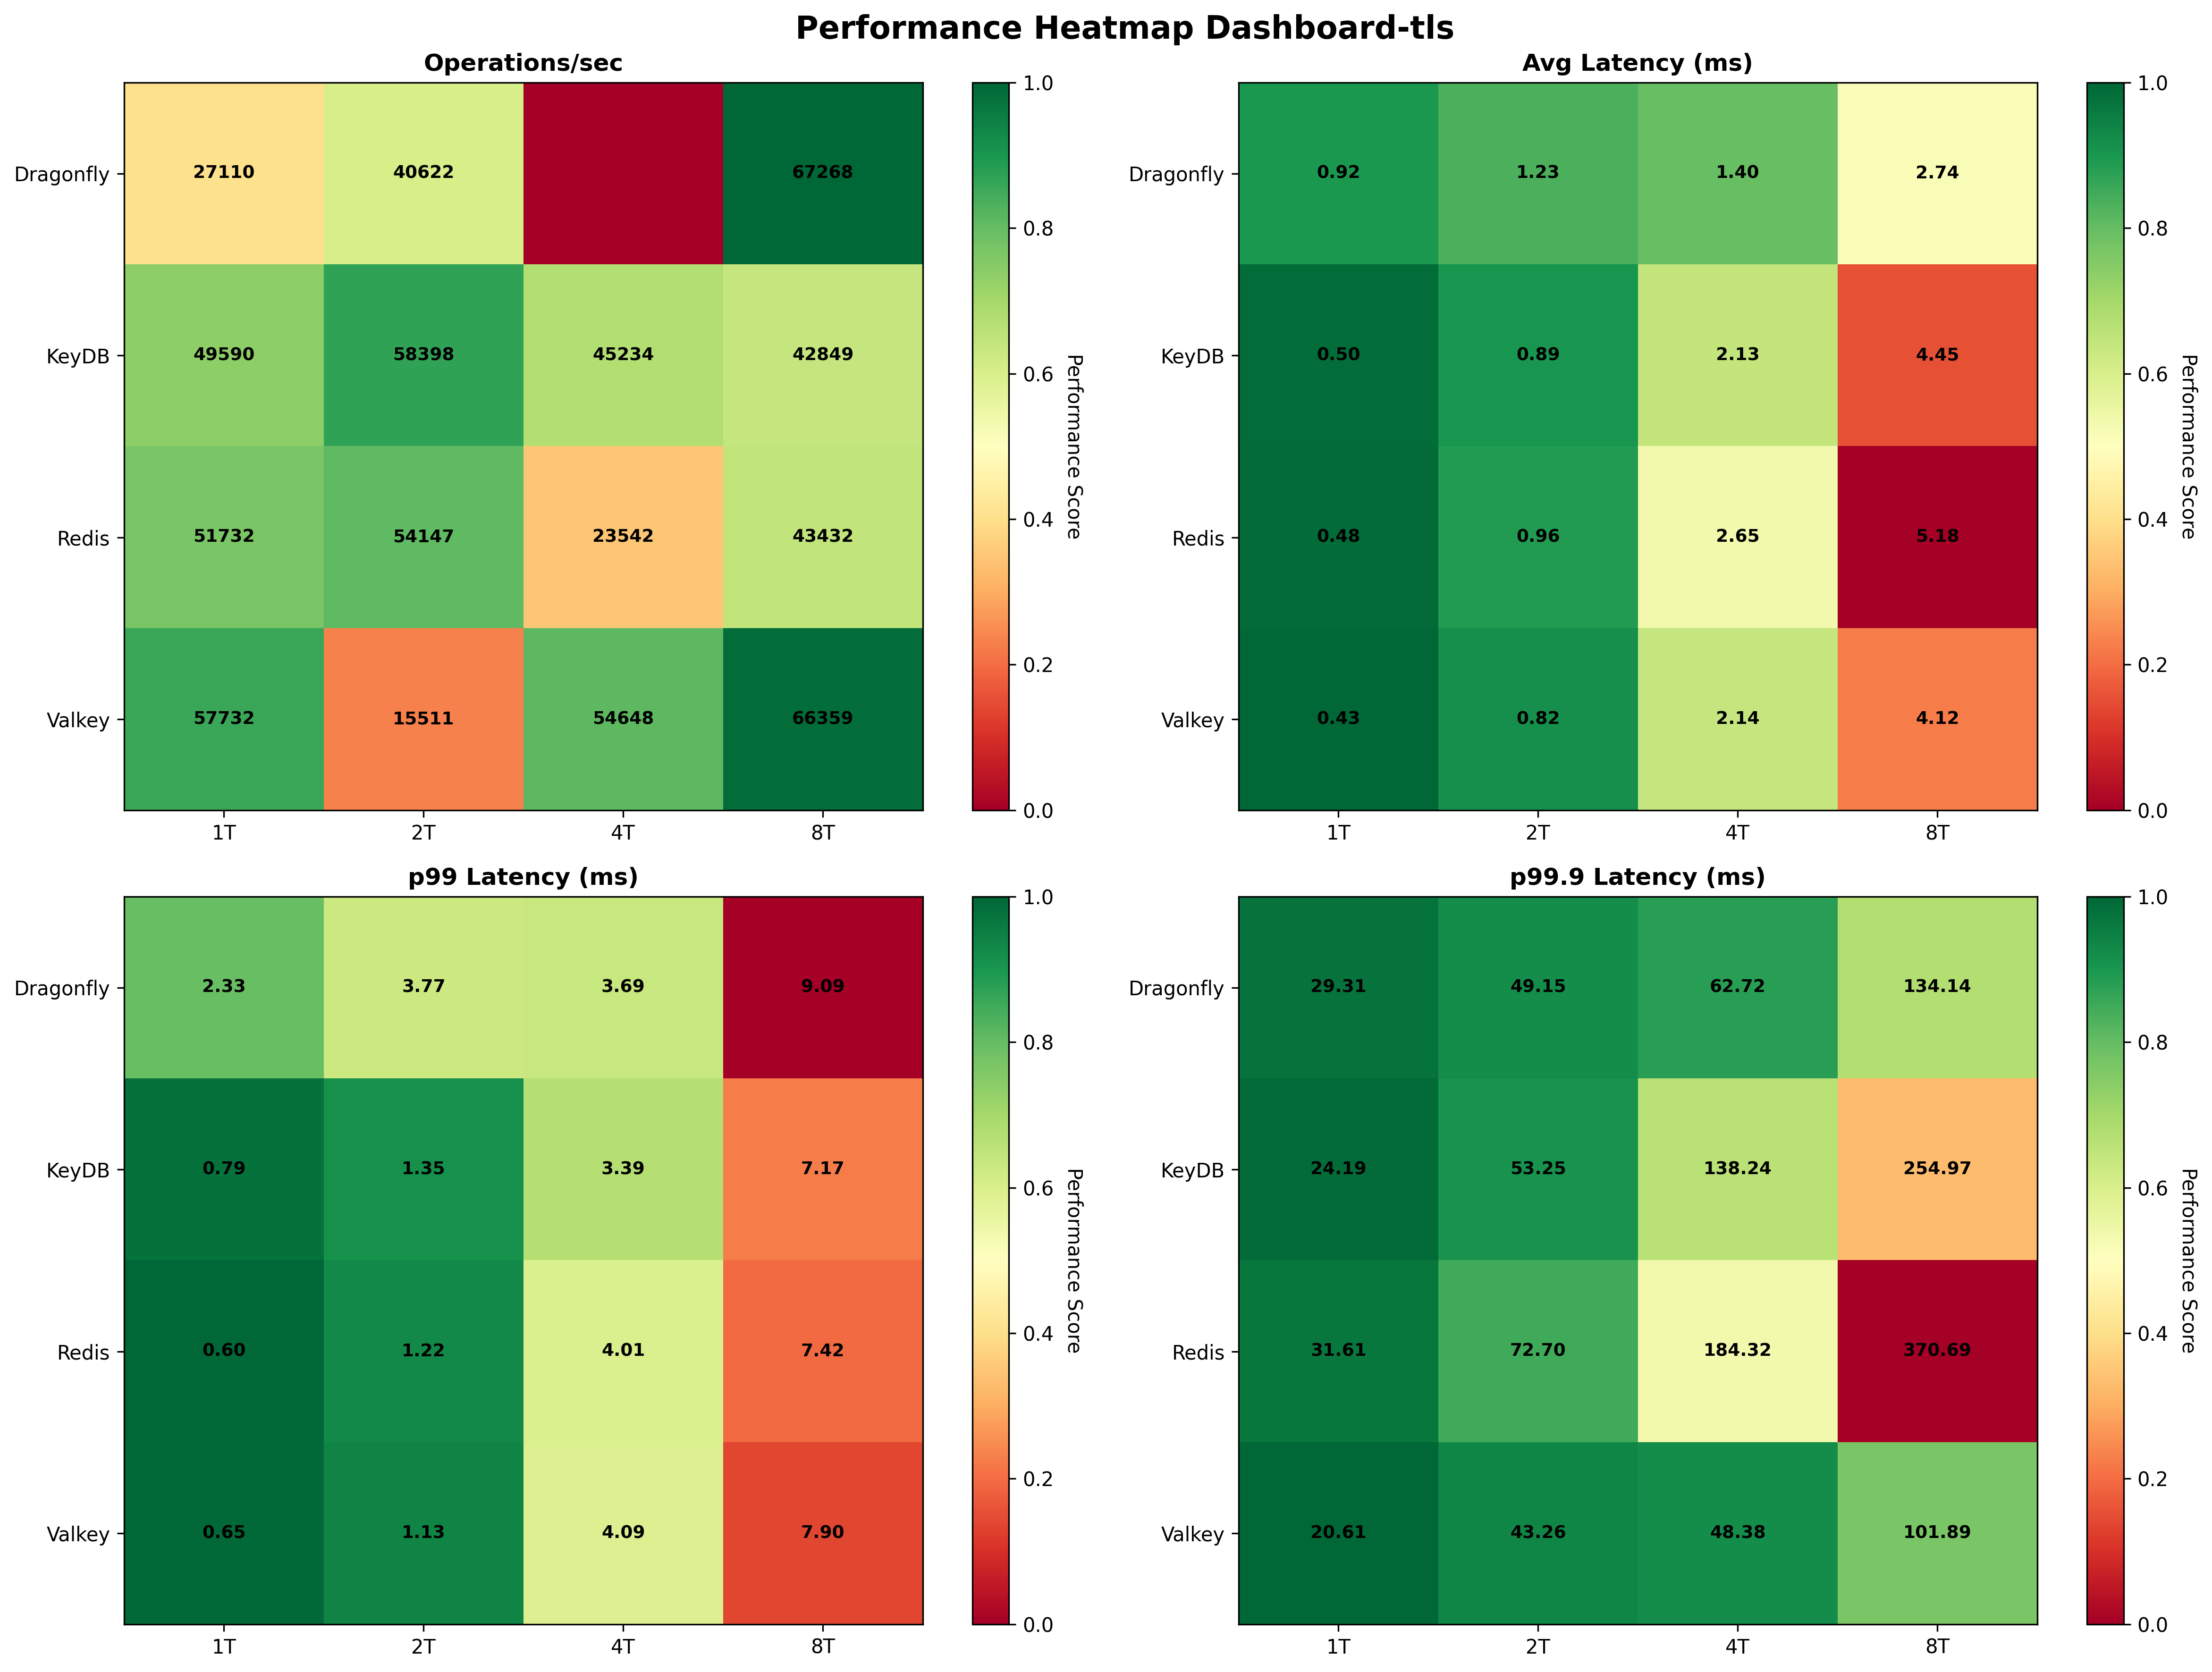 Performance Heatmap Dashboard-tls
Operations/sec
Dragonfly 27110 40622 67268
KeyDB 49590 58398 45234 42849
Redis 51732 54147 23542 43432
Valkey 57732 15511 54648 66359
1T 2T 4T 8T
1.0
0.8
0.6
0.4
0.2
0.0
Performance Score
Avg Latency (ms)
Dragonfly 0.92 1.23 1.40 2.74
KeyDB 0.50 0.89 2.13 4.45
Redis 0.48 0.96 2.65 5.18
Valkey 0.43 0.82 2.14 4.12
1T 2T 4T 8T
1.0
0.8
0.6
0.4
0.2
0.0
Performance Score
p99 Latency (ms)
Dragonfly 2.33 3.77 3.69 9.09
KeyDB 0.79 1.35 3.39 7.17
Redis 0.60 1.22 4.01 7.42
Valkey 0.65 1.13 4.09 7.90
1T 2T 4T 8T
1.0
0.8
0.6
0.4
0.2
0.0
Performance Score
p99.9 Latency (ms)
Dragonfly 29.31 49.15 62.72 134.14
KeyDB 24.19 53.25 138.24 254.97
Redis 31.61 72.70 184.32 370.69
Valkey 20.61 43.26 48.38 101.89
1T 2T 4T 8T
1.0
0.8
0.6
0.4
0.2
0.0
Performance Score